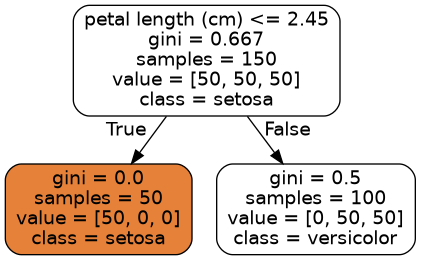 petal length (cm) <= 2.45
gini = 0.667
samples = 150
value = [50, 50, 50]
class = setosa
True
False
gini = 0.0
samples = 50
value = [50, 0, 0]
class = setosa
gini = 0.5
samples = 100
value = [0, 50, 50]
class = versicolor